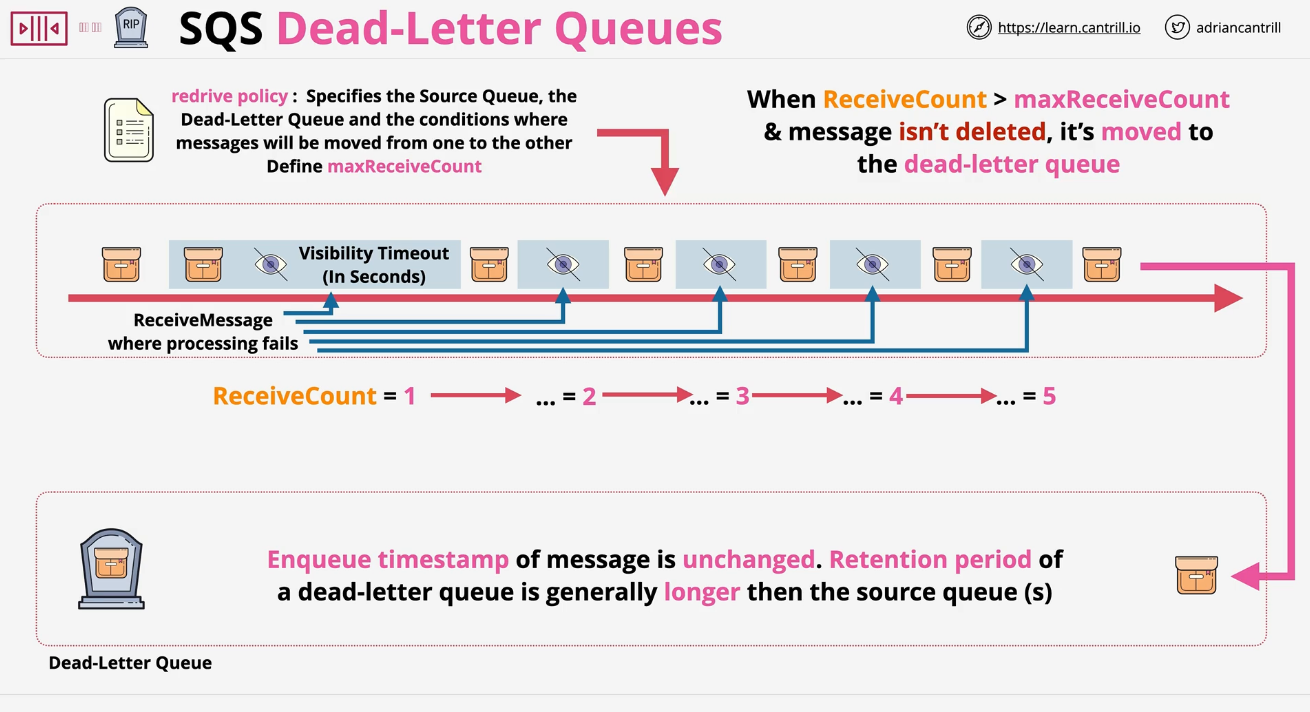 RIP
SQS Dead-Letter Queues
https://learn.cantrill.io
adriancantrill
redrive policy : Specifies the Source Queue, the
Dead-Letter Queue and the conditions where
messages will be moved from one to the other
Define maxReceiveCount
When ReceiveCount > maxReceiveCount
& message isn’t deleted, it’s moved to
the dead-letter queue
Visibility Timeout
(In Seconds)
ReceiveMessage
where processing fails
ReceiveCount = 1 ... = 2 ... = 3 ... = 4 ... = 5
Enqueue timestamp of message is unchanged. Retention period of
a dead-letter queue is generally longer then the source queue (s)
Dead-Letter Queue